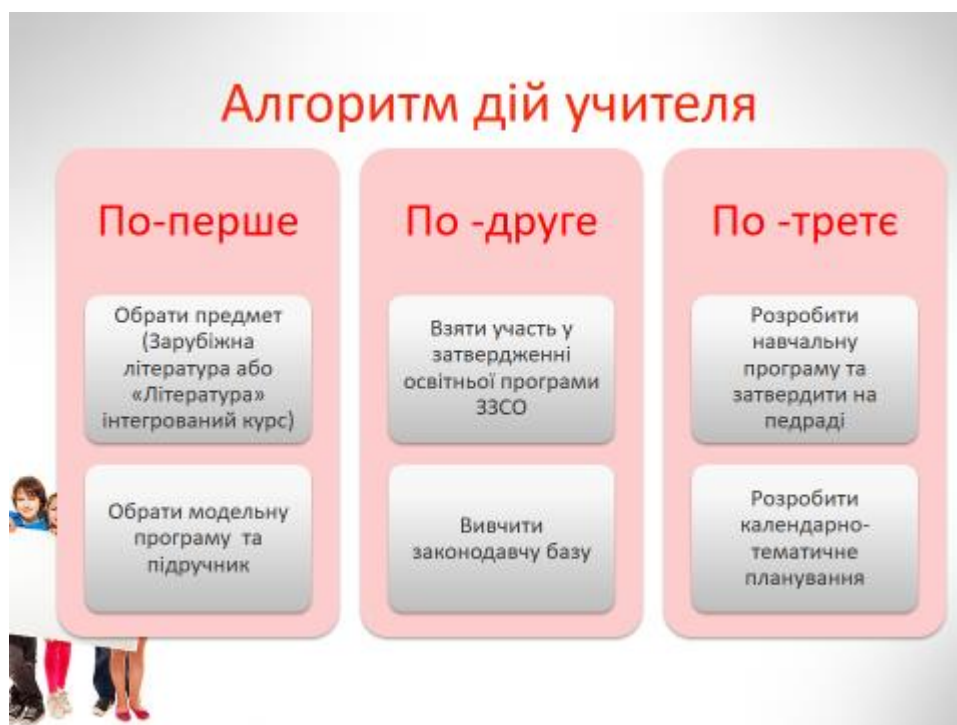 Алгоритм дій учителя
По-перше
Обрати предмет
(Зарубіжна
література або
«Література»
інтегрований курс)
Обрати модельну
програму та
підручник
По -друге
Взяти участь у
затвердженні
освітньої програми
ЗЗСО
Вивчити
законодавчу базу
По -третє
Розробити
навчальну
програму та
затвердити на
педраді
Розробити
календарно-
тематичне
планування